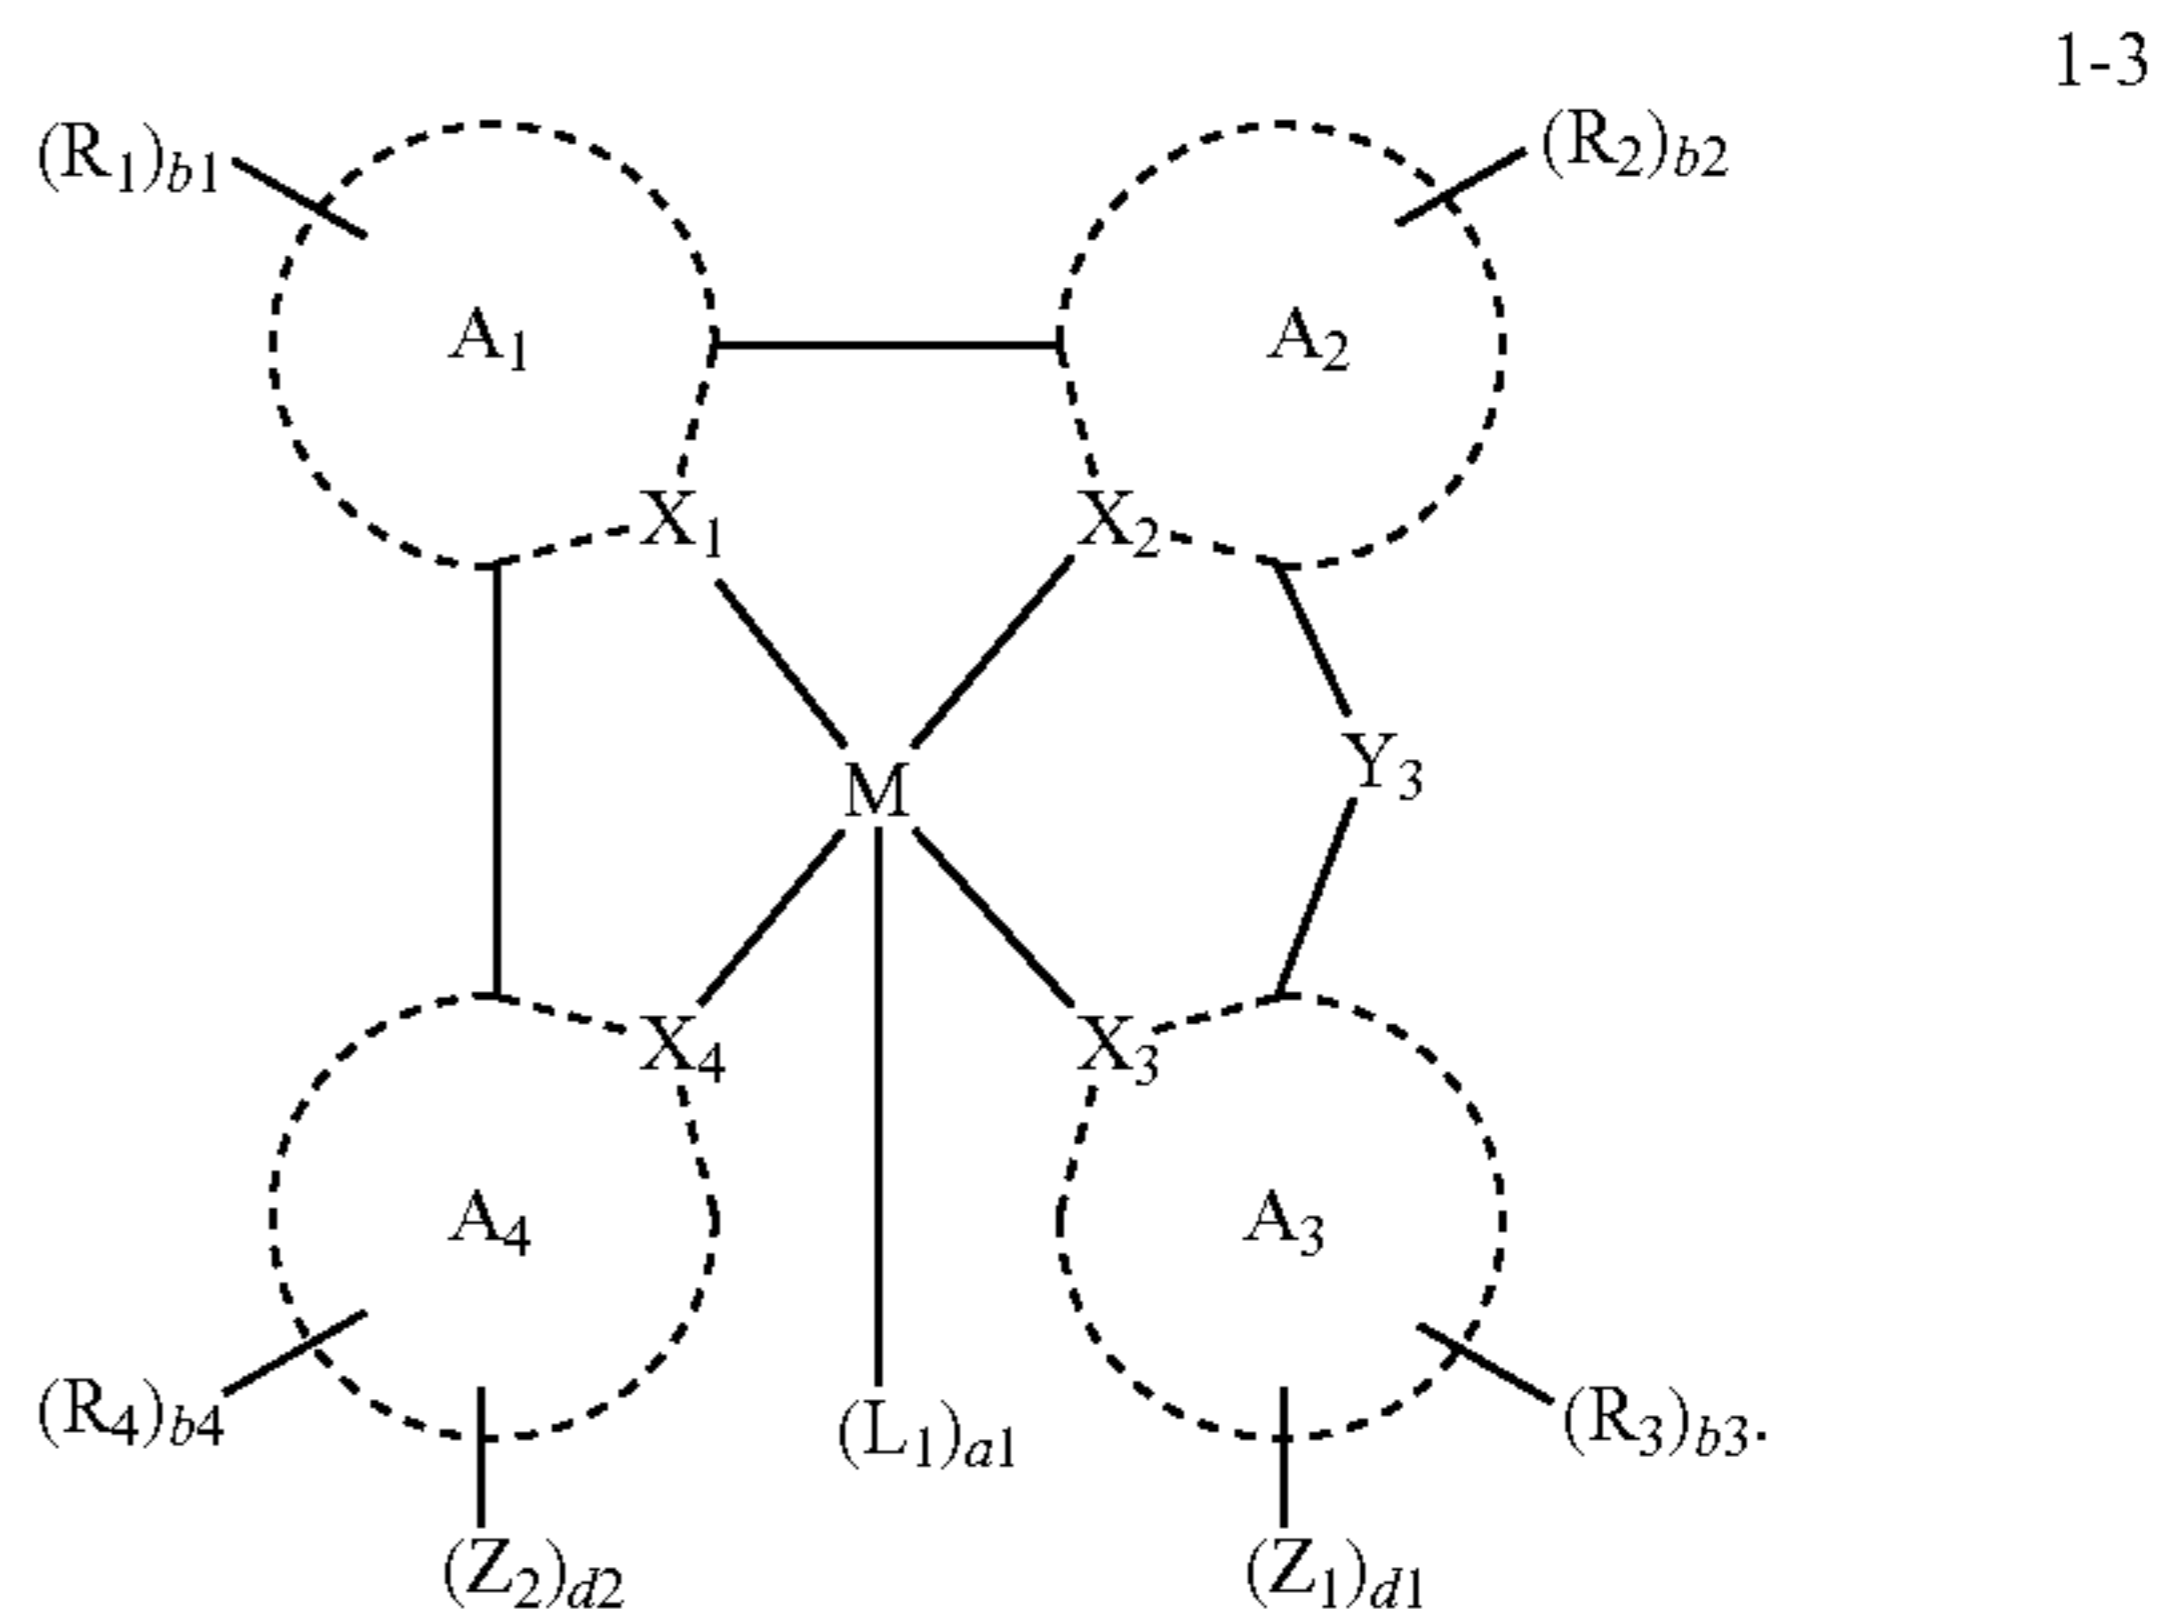 1-3
(R1)b1 (R2)b2
A1 A2
X1 X2
Y3
M
X4 X3
A4 A3
(R4)b4 (L1)a1 (R3)b3.
(Z2)d2 (Z1)d1